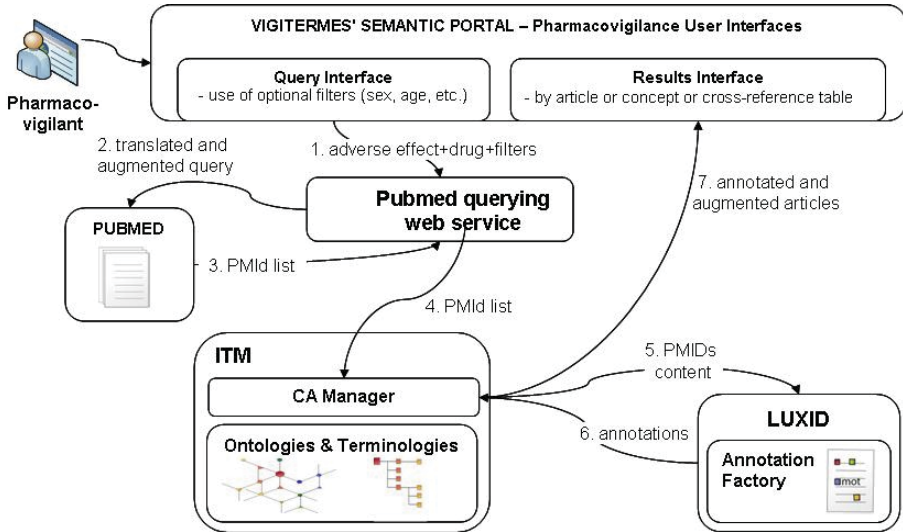 VIGITERMES' SEMANTIC PORTAL – Pharmacovigilance User Interfaces
Query Interface
- use of optional filters (sex, age, etc.)
Results Interface
- by article or concept or cross-reference table
Pharmaco-
vigilant
1. adverse effect+drug+filters
2. translated and
augmented query
Pubmed querying
web service
7. annotated and
augmented articles
PUBMED
3. PMId list
4. PMId list
ITM
CA Manager
Ontologies & Terminologies
5. PMIDs
content
6. annotations
LUXID
Annotation
Factory
mot